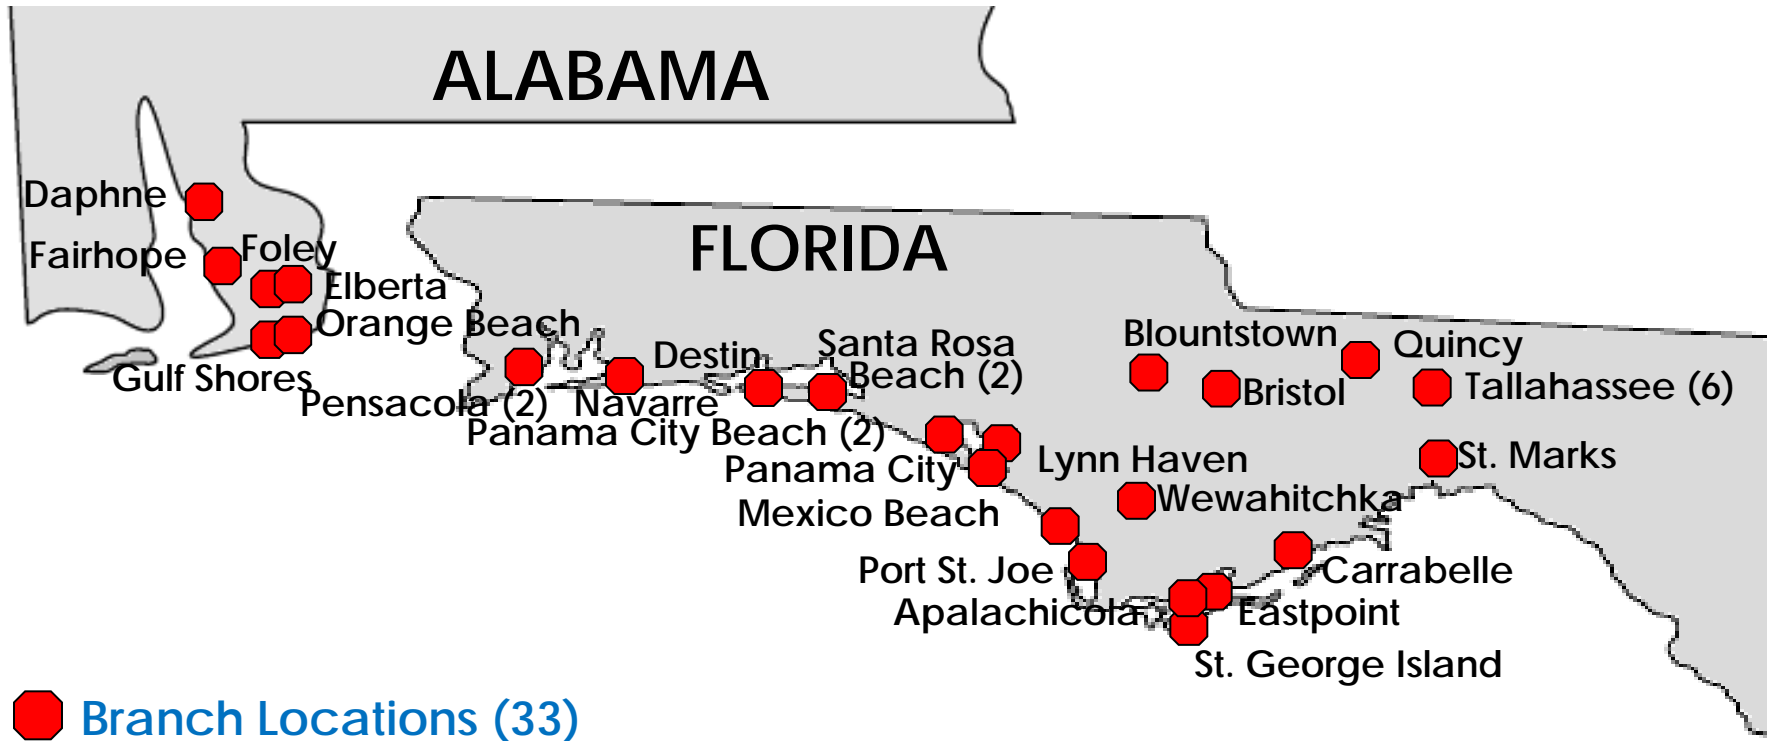 ALABAMA
Daphne
FLORIDA
Fairhope
Foley
Elberta
Orange Beach
Gulf Shores
Pensacola (2)
Navarre
Destin
Santa Rosa
Beach (2)
Panama City Beach (2)
Panama City
Lynn Haven
Mexico Beach
Wewahitchka
Blountstown
Bristol
Quincy
Tallahassee (6)
St. Marks
Port St. Joe
Apalachicola
Carrabelle
Eastpoint
St. George Island
Branch Locations (33)